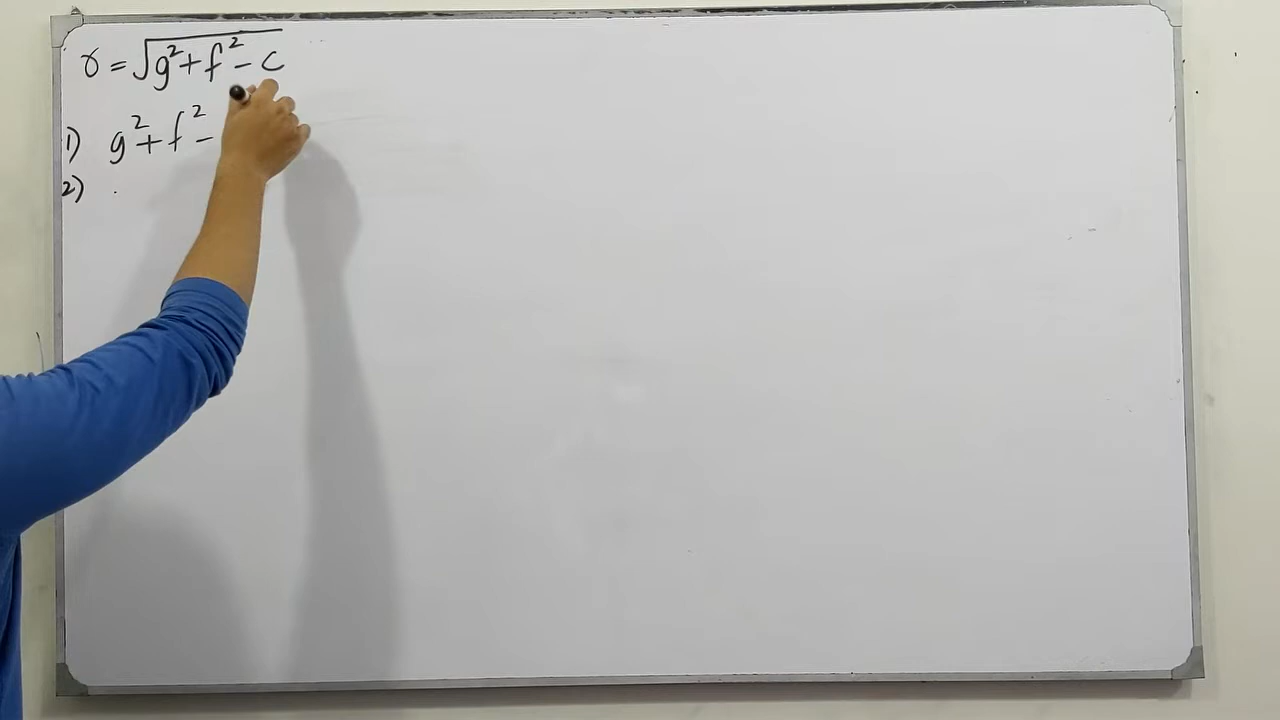 r = √g²+f²-c
1) g²+f²-
2)